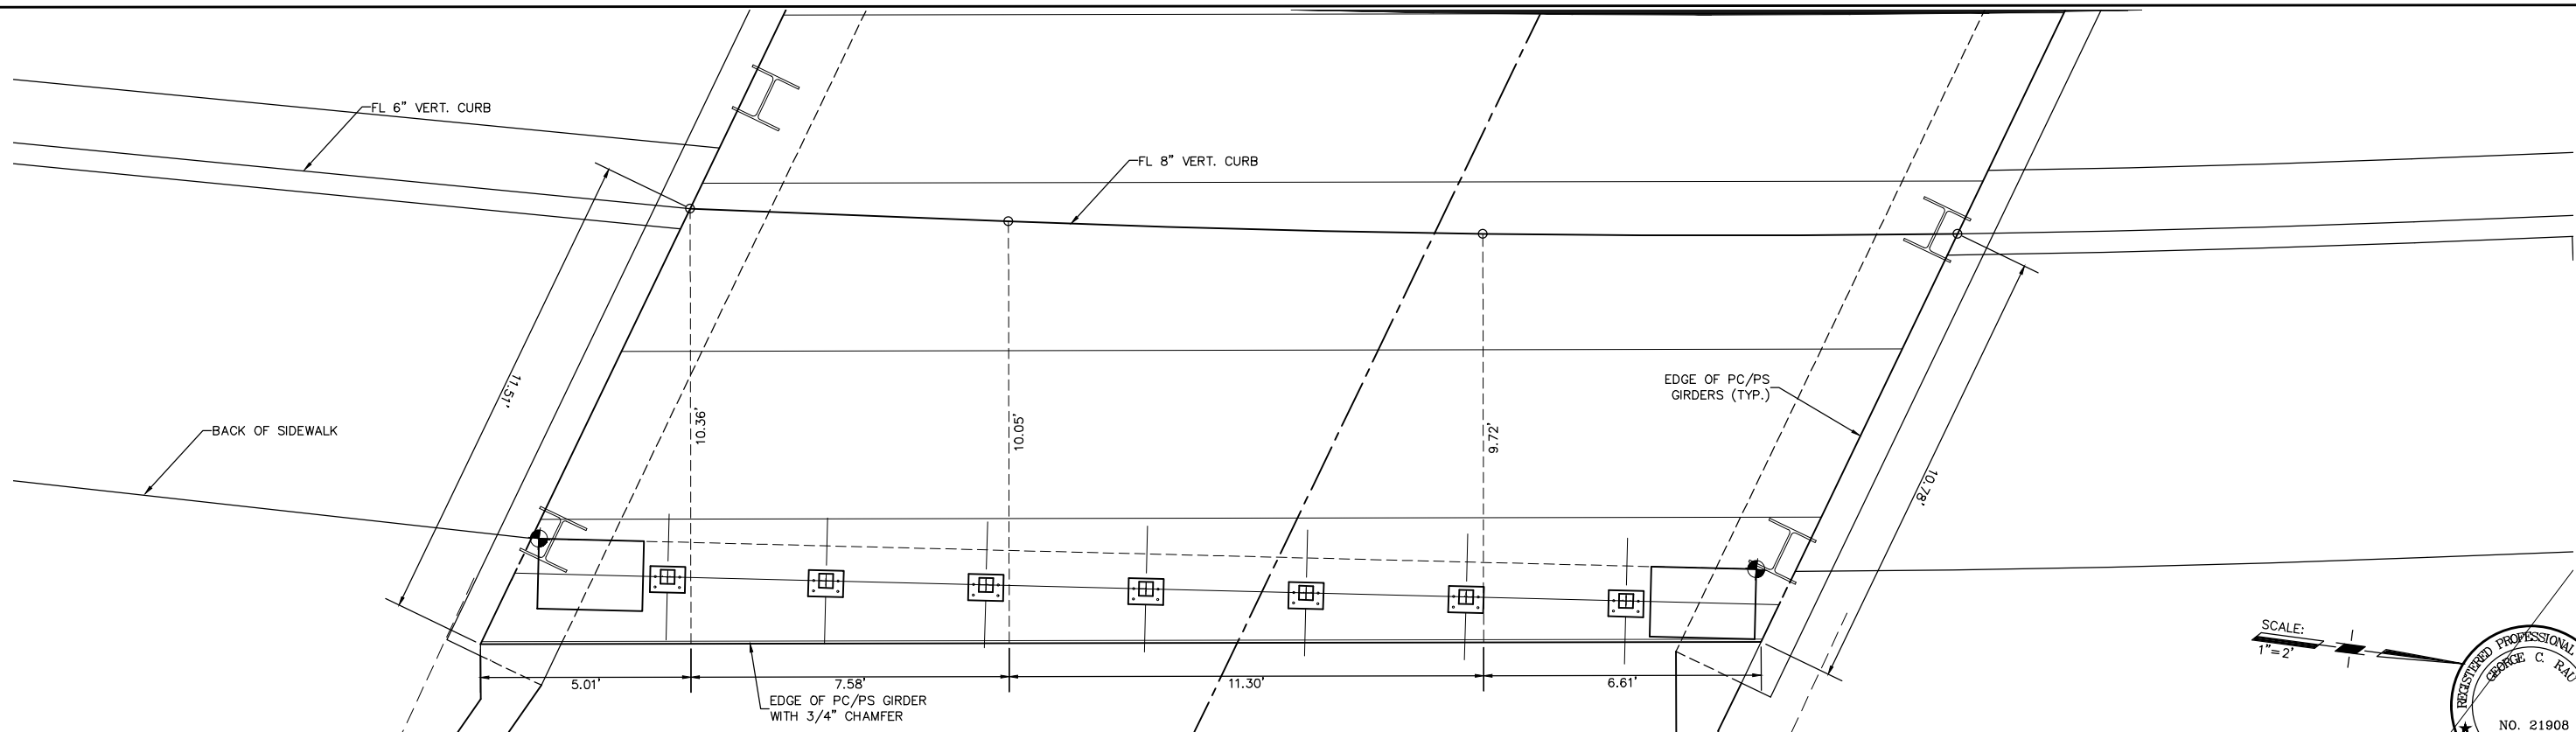 FL 6" VERT. CURB
FL 8" VERT. CURB
11.51'
10.36'
10.05'
9.72'
EDGE OF PC/PS
GIRDERS (TYP.)
10.78'
BACK OF SIDEWALK
5.01'
7.58'
11.30'
6.61'
EDGE OF PC/PS GIRDER
WITH 3/4" CHAMFER
SCALE:
1"=2'
REGISTERED PROFESSIONAL
GEORGE C. RAU
NO. 21908